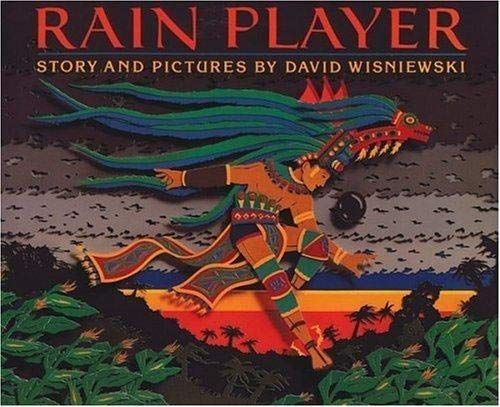 RAIN PLAYER
STORY AND PICTURES BY DAVID WISNIEWSKI